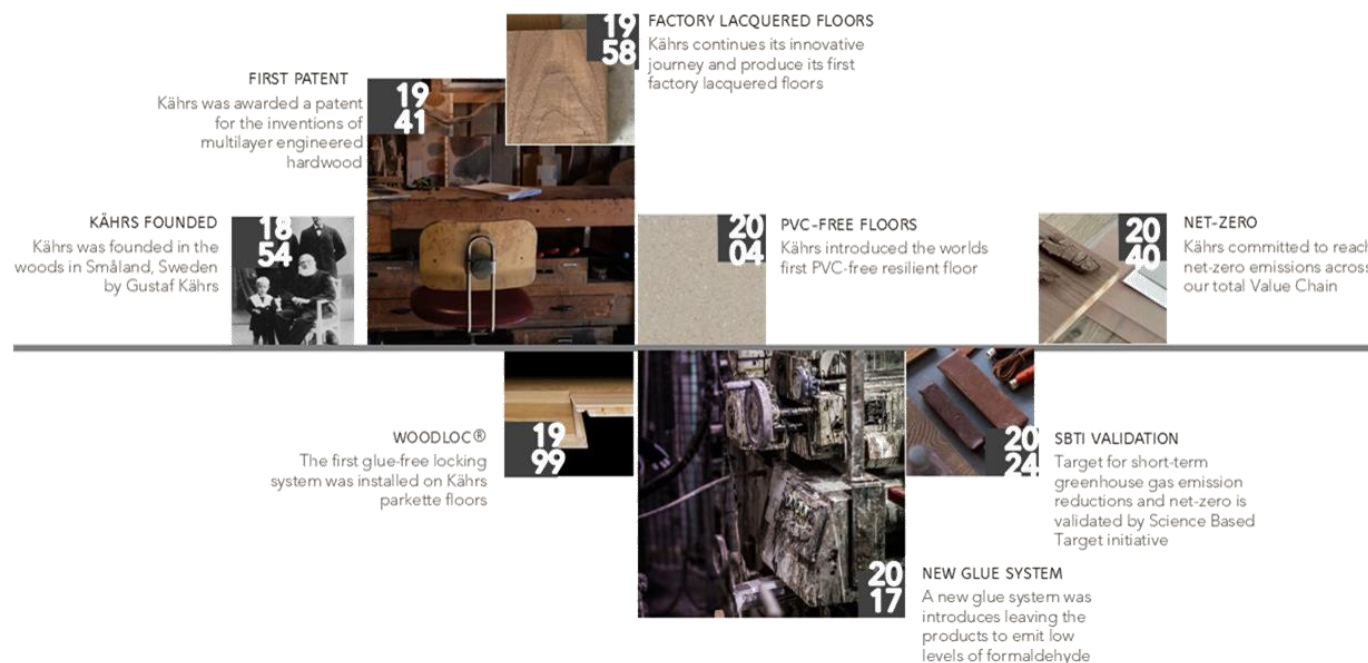 KÄHRS FOUNDED
Kährs was founded in the
woods in Småland, Sweden
by Gustaf Kährs
18
54
FIRST PATENT
Kährs was awarded a patent
for the inventions of
multilayer engineered
hardwood
19
41
19
58
FACTORY LACQUERED FLOORS
Kährs continues its innovative
journey and produce its first
factory lacquered floors
WOODLOC®
The first glue-free locking
system was installed on Kährs
parkette floors
19
99
20
04
PVC-FREE FLOORS
Kährs introduced the worlds
first PVC-free resilient floor
20
17
NEW GLUE SYSTEM
A new glue system was
introduces leaving the
products to emit low
levels of formaldehyde
20
24
SBTI VALIDATION
Target for short-term
greenhouse gas emission
reductions and net-zero is
validated by Science Based
Target initiative
20
40
NET-ZERO
Kährs committed to reach
net-zero emissions across
our total Value Chain